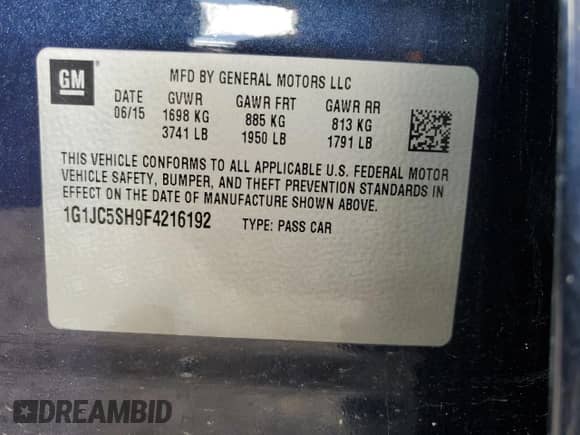 GM
MFD BY GENERAL MOTORS LLC
DATE GVWR GAWR FRT GAWR RR
06/15 1698 KG 885 KG 813 KG
3741 LB 1950 LB 1791 LB
THIS VEHICLE CONFORMS TO ALL APPLICABLE U.S. FEDERAL MOTOR
VEHICLE SAFETY, BUMPER, AND THEFT PREVENTION STANDARDS IN
EFFECT ON THE DATE OF MANUFACTURE SHOWN ABOVE.
1G1JC5SH9F4216192 TYPE: PASS CAR
DREAMBID